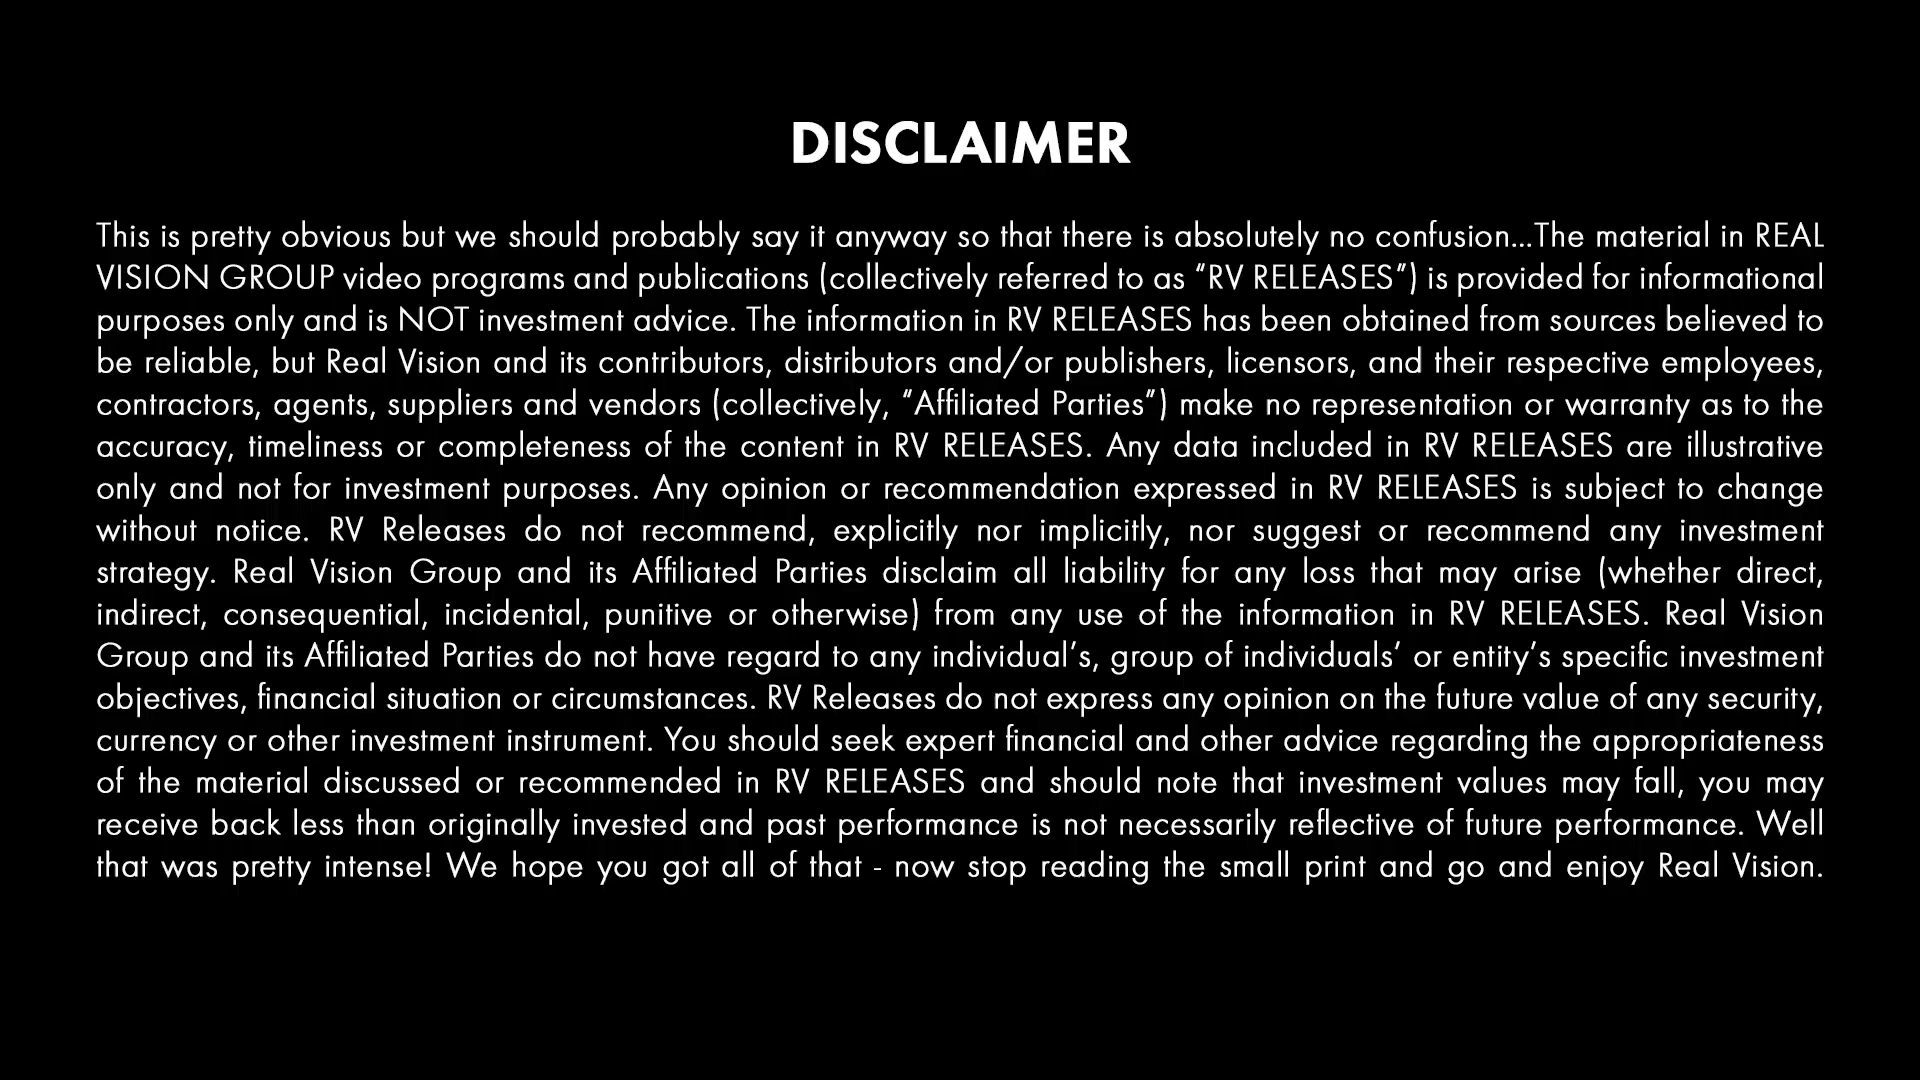 DISCLAIMER
This is pretty obvious but we should probably say it anyway so that there is absolutely no confusion...The material in REAL
VISION GROUP video programs and publications (collectively referred to as “RV RELEASES”) is provided for informational
purposes only and is NOT investment advice. The information in RV RELEASES has been obtained from sources believed to
be reliable, but Real Vision and its contributors, distributors and/or publishers, licensors, and their respective employees,
contractors, agents, suppliers and vendors (collectively, “Affiliated Parties”) make no representation or warranty as to the
accuracy, timeliness or completeness of the content in RV RELEASES. Any data included in RV RELEASES are illustrative
only and not for investment purposes. Any opinion or recommendation expressed in RV RELEASES is subject to change
without notice. RV Releases do not recommend, explicitly nor implicitly, nor suggest or recommend any investment
strategy. Real Vision Group and its Affiliated Parties disclaim all liability for any loss that may arise (whether direct,
indirect, consequential, incidental, punitive or otherwise) from any use of the information in RV RELEASES. Real Vision
Group and its Affiliated Parties do not have regard to any individual’s, group of individuals’ or entity’s specific investment
objectives, financial situation or circumstances. RV Releases do not express any opinion on the future value of any security,
currency or other investment instrument. You should seek expert financial and other advice regarding the appropriateness
of the material discussed or recommended in RV RELEASES and should note that investment values may fall, you may
receive back less than originally invested and past performance is not necessarily reflective of future performance. Well
that was pretty intense! We hope you got all of that - now stop reading the small print and go and enjoy Real Vision.